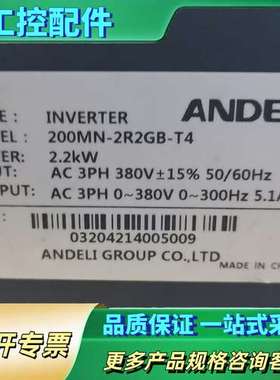 工控配件
E: INVERTER ANDELI
EL: 200MN-2R2GB-T4
ER: 2.2kW
UT: AC 3PH 380V±15% 50/60Hz
PUT: AC 3PH 0~380V 0~300Hz 5.1A
03204214005009
ANDELI GROUP CO.,LTD
MADE IN CH
开专票
品质保证 一站式采
更多产品规格咨询客